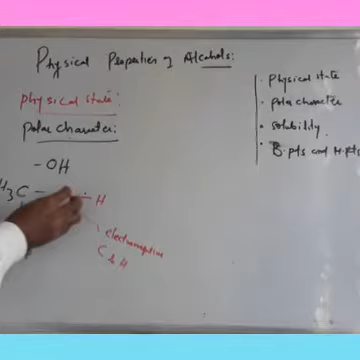 Physical Properties of Alcohols:
physical state:
Polar character:
- OH
H3C - ÷ H
electronegative
C & H
· Physical state
· Polar character
· Solubility
· B.pts and M.pts